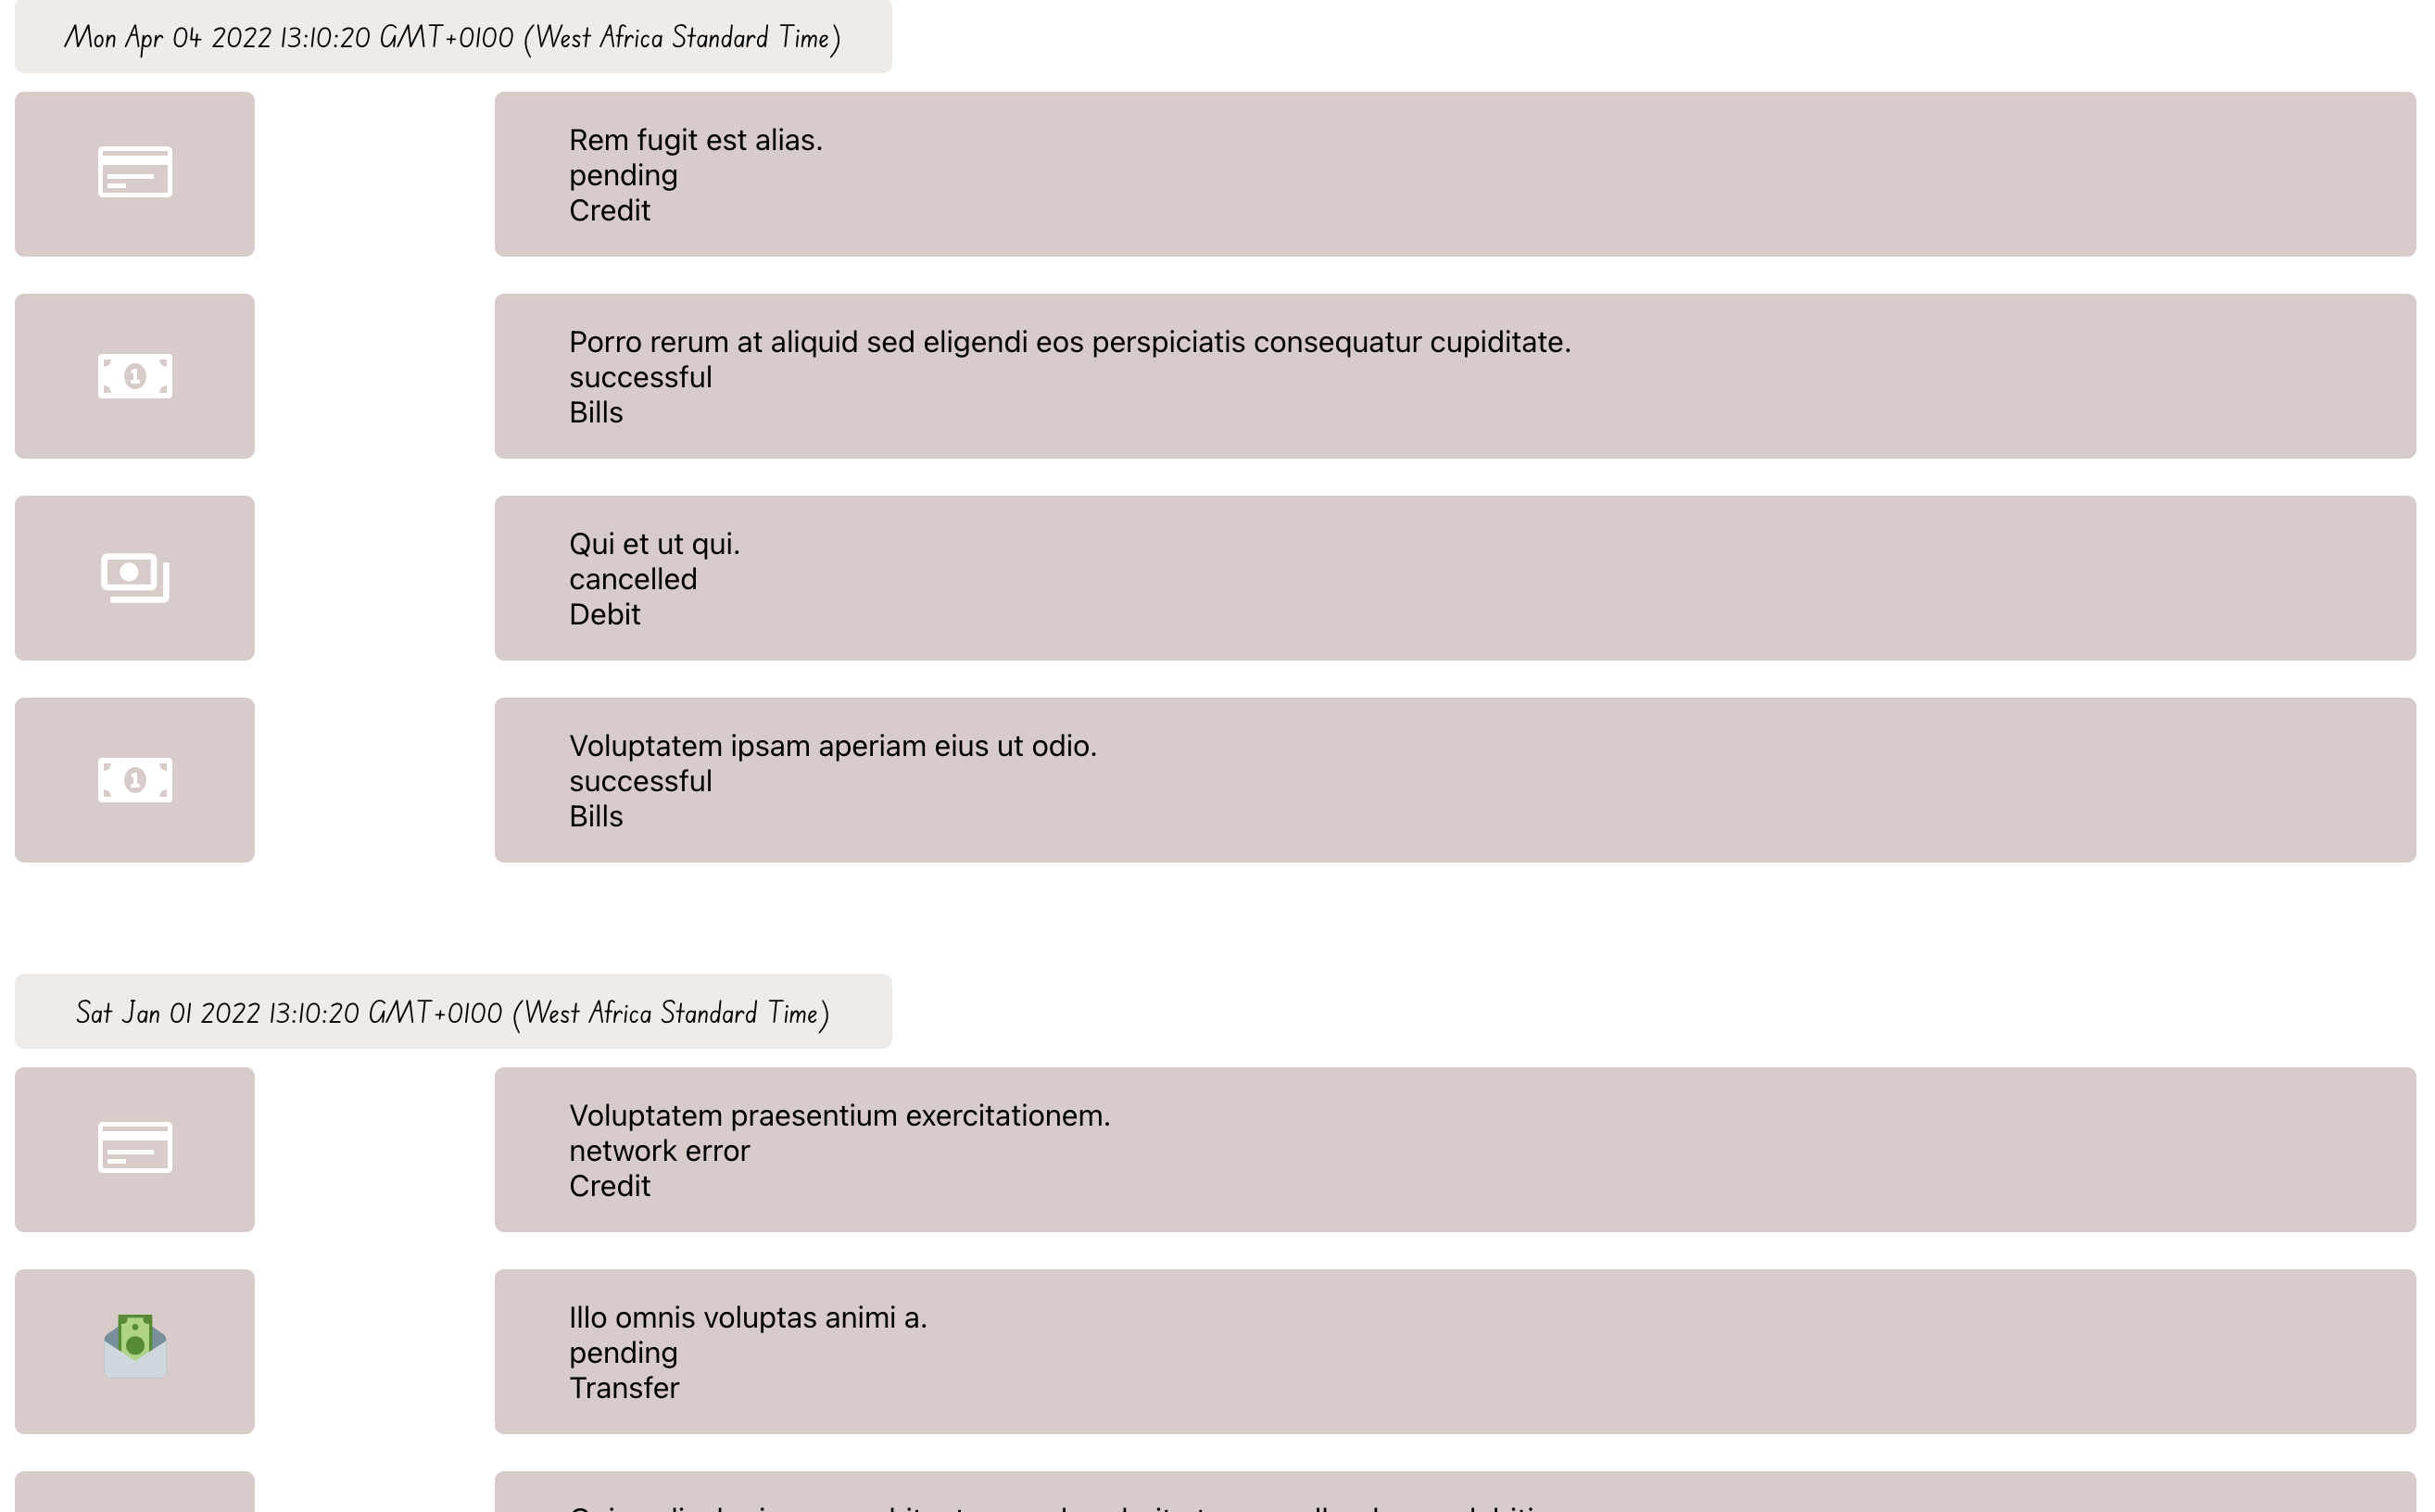 Mon Apr 04 2022 13:10:20 GMT+0100 (West Africa Standard Time)
Rem fugit est alias.
pending
Credit
1
Porro rerum at aliquid sed eligendi eos perspiciatis consequatur cupiditate.
successful
Bills
Qui et ut qui.
cancelled
Debit
1
Voluptatem ipsam aperiam eius ut odio.
successful
Bills
Sat Jan 01 2022 13:10:20 GMT+0100 (West Africa Standard Time)
Voluptatem praesentium exercitationem.
network error
Credit
Illo omnis voluptas animi a.
pending
Transfer